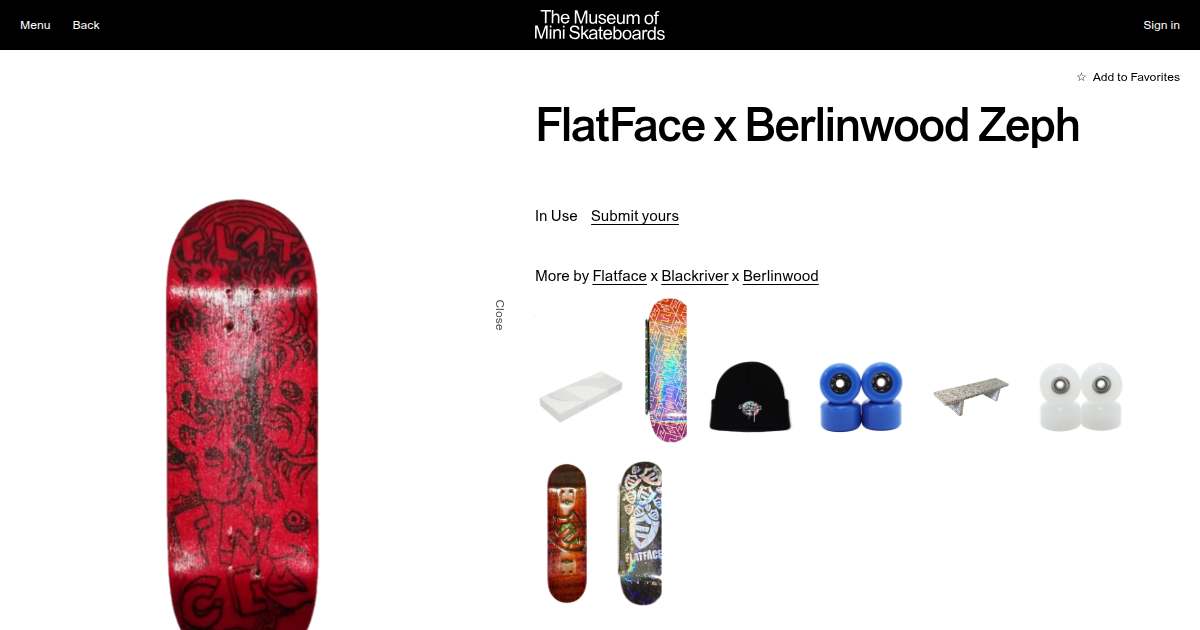 Menu Back
The Museum of
Mini Skateboards
Sign in
☆ Add to Favorites
FlatFace x Berlinwood Zeph
In Use Submit yours
More by Flatface x Blackriver x Berlinwood
Close
FLAT
FLATFACE